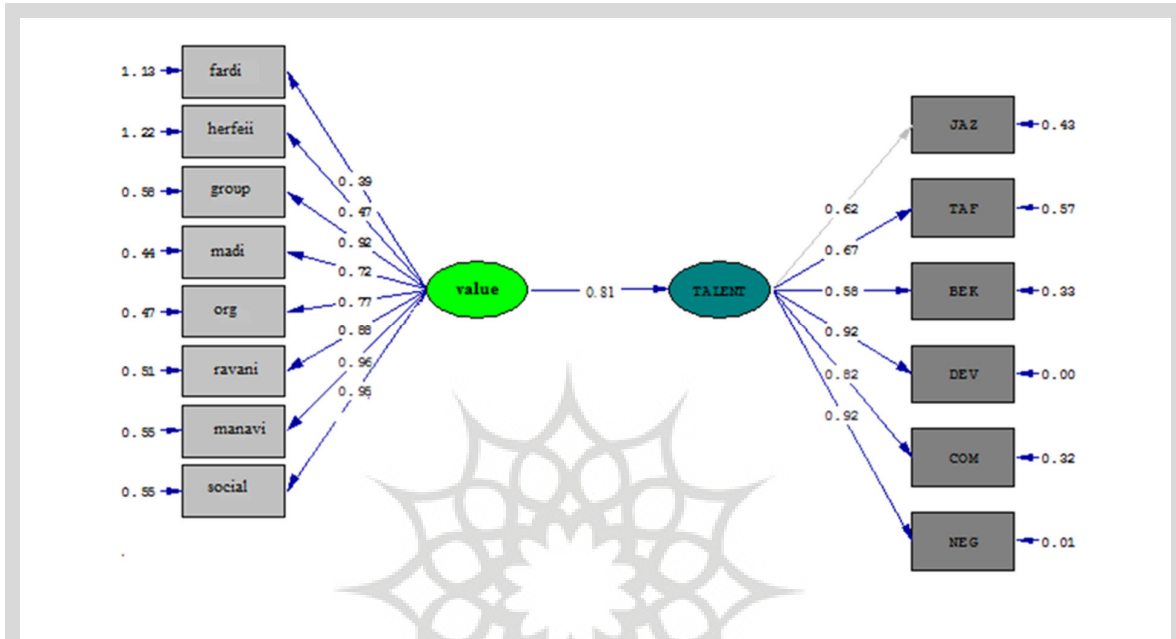 1.13 fardi
1.22 herfeii
0.58 group
0.44 madi
0.47 org
0.51 ravani
0.55 manavi
0.55 social
0.39
0.47
0.92
0.72
0.77
0.88
0.96
0.95
value
0.81
TALENT
0.62
0.67
0.58
0.92
0.82
0.92
JAZ 0.43
TAF 0.57
BEK 0.33
DEV 0.00
COM 0.32
NEG 0.01